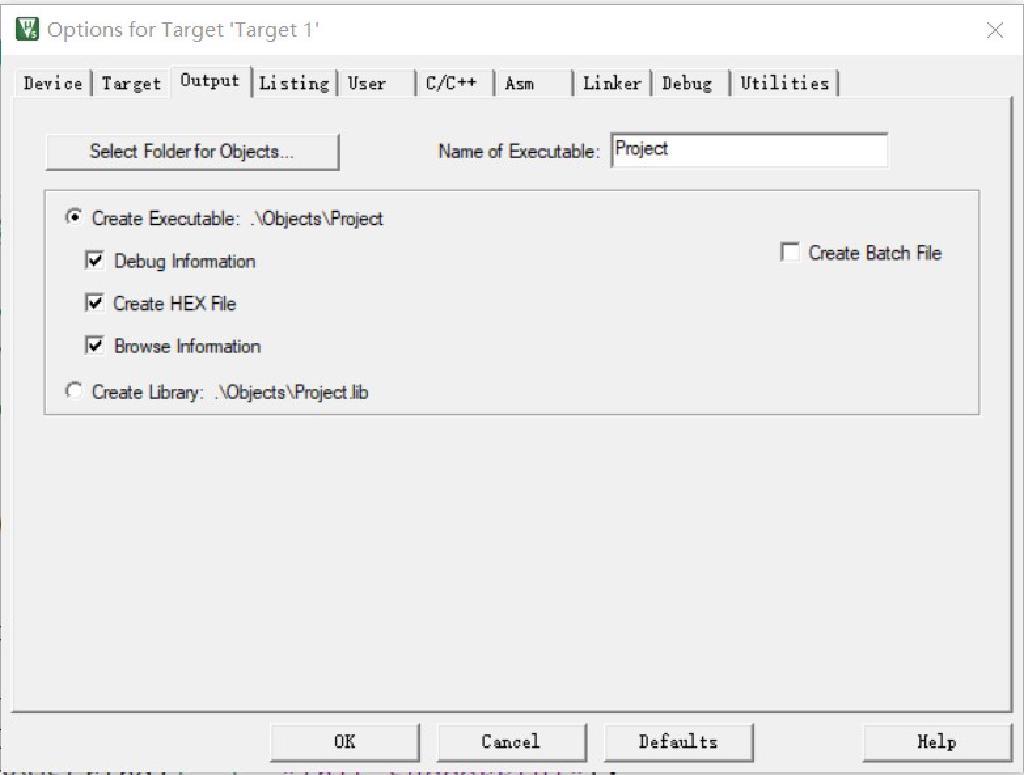 Options for Target 'Target 1'
Device Target Output Listing User C/C++ Asm Linker Debug Utilities
Select Folder for Objects... Name of Executable: Project
Create Executable: .\Objects\Project
Debug Information Create Batch File
Create HEX File
Browse Information
Create Library: .\Objects\Project.lib
OK Cancel Defaults Help